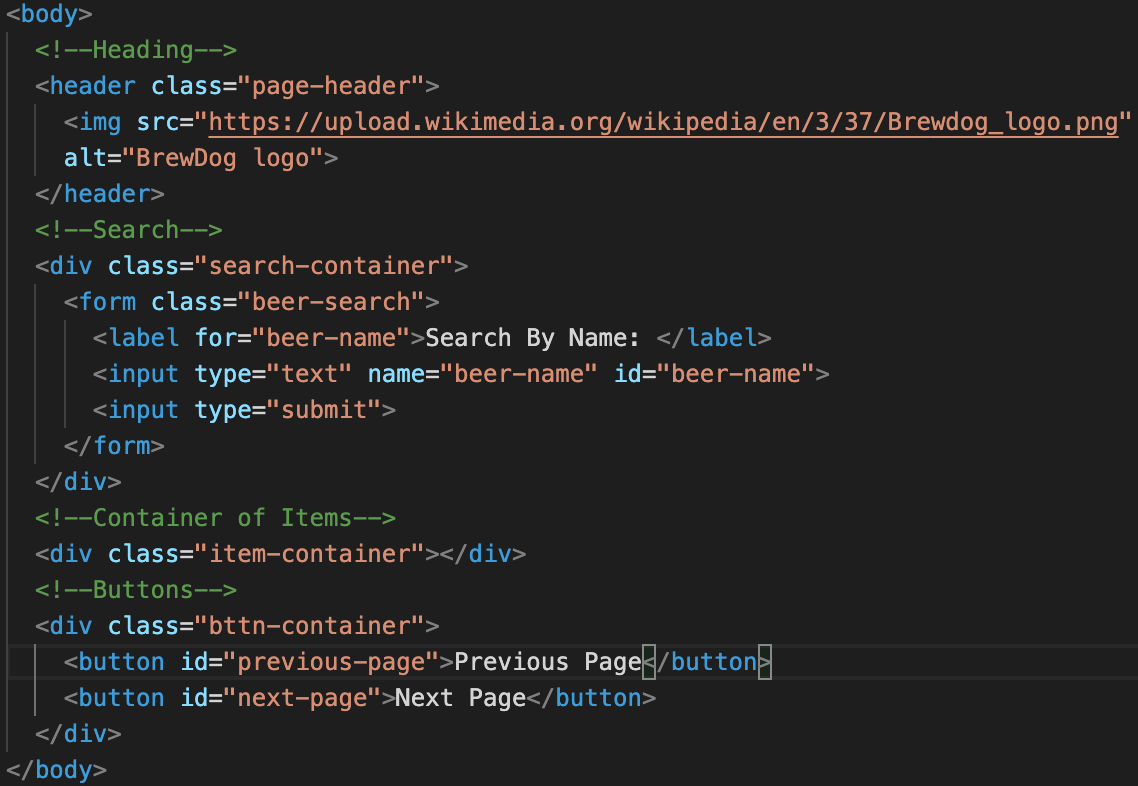 <body>
<!--Heading-->
<header class="page-header">
<img src="https://upload.wikimedia.org/wikipedia/en/3/37/Brewdog_logo.png"
alt="BrewDog logo">
</header>
<!--Search-->
<div class="search-container">
<form class="beer-search">
<label for="beer-name">Search By Name: </label>
<input type="text" name="beer-name" id="beer-name">
<input type="submit">
</form>
</div>
<!--Container of Items-->
<div class="item-container"></div>
<!--Buttons-->
<div class="bttn-container">
<button id="previous-page">Previous Page</button>
<button id="next-page">Next Page</button>
</div>
</body>